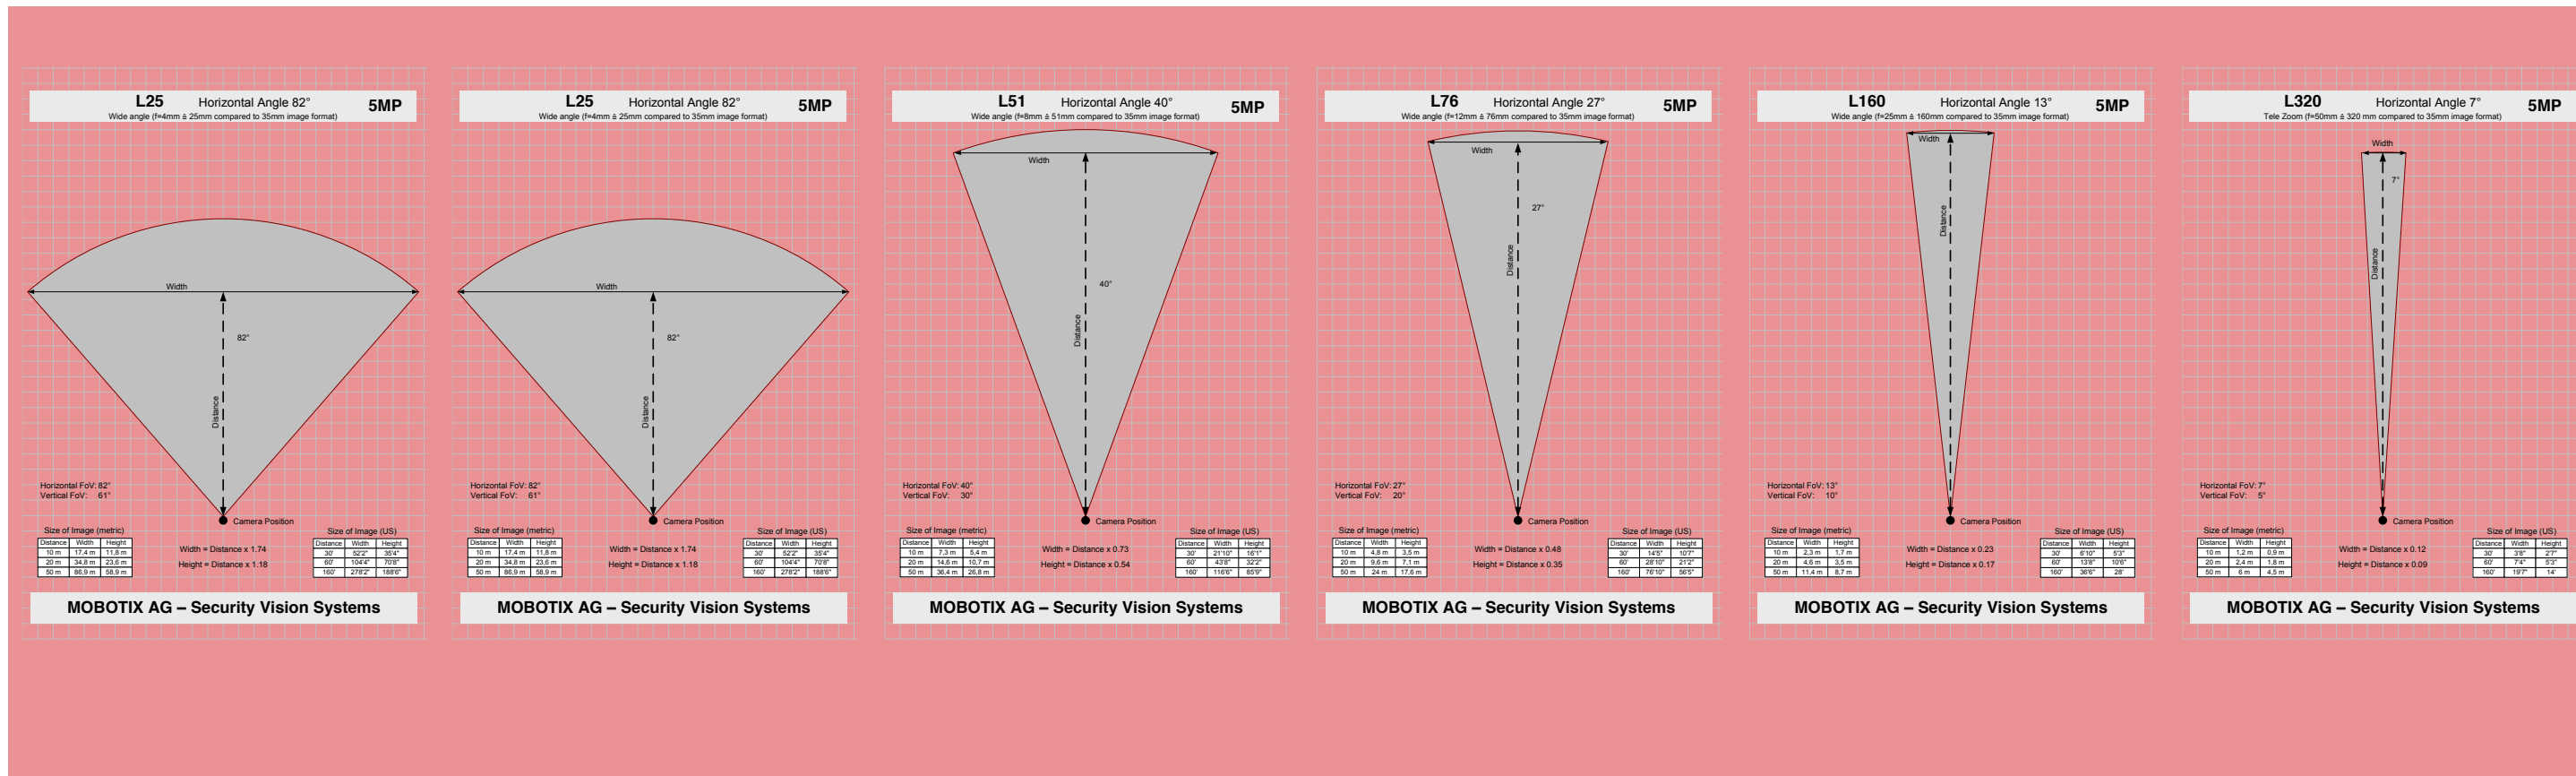 L25 Horizontal Angle 82° 5MP
Wide angle (f=4mm ≙ 25mm compared to 35mm image format)
Width
82°
Distance
Horizontal FoV: 82°
Vertical FoV: 61°
Camera Position
Size of Image (metric)
Distance Width Height
10 m 17,4 m 11,8 m
20 m 34,8 m 23,6 m
50 m 86,9 m 58,9 m
Width = Distance x 1.74
Height = Distance x 1.18
Size of Image (US)
Distance Width Height
30' 52'2" 35'4"
60' 104'4" 70'8"
160' 278'2" 188'6"
MOBOTIX AG – Security Vision Systems
L25 Horizontal Angle 82° 5MP
Wide angle (f=4mm ≙ 25mm compared to 35mm image format)
Width
82°
Distance
Horizontal FoV: 82°
Vertical FoV: 61°
Camera Position
Size of Image (metric)
Distance Width Height
10 m 17,4 m 11,8 m
20 m 34,8 m 23,6 m
50 m 86,9 m 58,9 m
Width = Distance x 1.74
Height = Distance x 1.18
Size of Image (US)
Distance Width Height
30' 52'2" 35'4"
60' 104'4" 70'8"
160' 278'2" 188'6"
MOBOTIX AG – Security Vision Systems
L51 Horizontal Angle 40° 5MP
Wide angle (f=8mm ≙ 51mm compared to 35mm image format)
Width
40°
Distance
Horizontal FoV: 40°
Vertical FoV: 30°
Camera Position
Size of Image (metric)
Distance Width Height
10 m 7,3 m 5,4 m
20 m 14,6 m 10,7 m
50 m 36,4 m 26,8 m
Width = Distance x 0.73
Height = Distance x 0.54
Size of Image (US)
Distance Width Height
30' 21'10" 16'1"
60' 43'8" 32'2"
160' 116'6" 85'9"
MOBOTIX AG – Security Vision Systems
L76 Horizontal Angle 27° 5MP
Wide angle (f=12mm ≙ 76mm compared to 35mm image format)
Width
27°
Distance
Horizontal FoV: 27°
Vertical FoV: 20°
Camera Position
Size of Image (metric)
Distance Width Height
10 m 4,8 m 3,5 m
20 m 9,6 m 7,1 m
50 m 24 m 17,6 m
Width = Distance x 0.48
Height = Distance x 0.35
Size of Image (US)
Distance Width Height
30' 14'5" 10'7"
60' 28'10" 21'2"
160' 76'10" 56'5"
MOBOTIX AG – Security Vision Systems
L160 Horizontal Angle 13° 5MP
Wide angle (f=25mm ≙ 160mm compared to 35mm image format)
Width
Distance
Horizontal FoV: 13°
Vertical FoV: 10°
Camera Position
Size of Image (metric)
Distance Width Height
10 m 2,3 m 1,7 m
20 m 4,6 m 3,5 m
50 m 11,4 m 8,7 m
Width = Distance x 0.23
Height = Distance x 0.17
Size of Image (US)
Distance Width Height
30' 6'10" 5'3"
60' 13'8" 10'6"
160' 36'6" 28'
MOBOTIX AG – Security Vision Systems
L320 Horizontal Angle 7° 5MP
Tele Zoom (f=50mm ≙ 320 mm compared to 35mm image format)
Width
7°
Distance
Horizontal FoV: 7°
Vertical FoV: 5°
Camera Position
Size of Image (metric)
Distance Width Height
10 m 1,2 m 0,9 m
20 m 2,4 m 1,8 m
50 m 6 m 4,5 m
Width = Distance x 0.12
Height = Distance x 0.09
Size of Image (US)
Distance Width Height
30' 3'8" 2'7"
60' 7'4" 5'3"
160' 19'7" 14'
MOBOTIX AG – Security Vision Systems